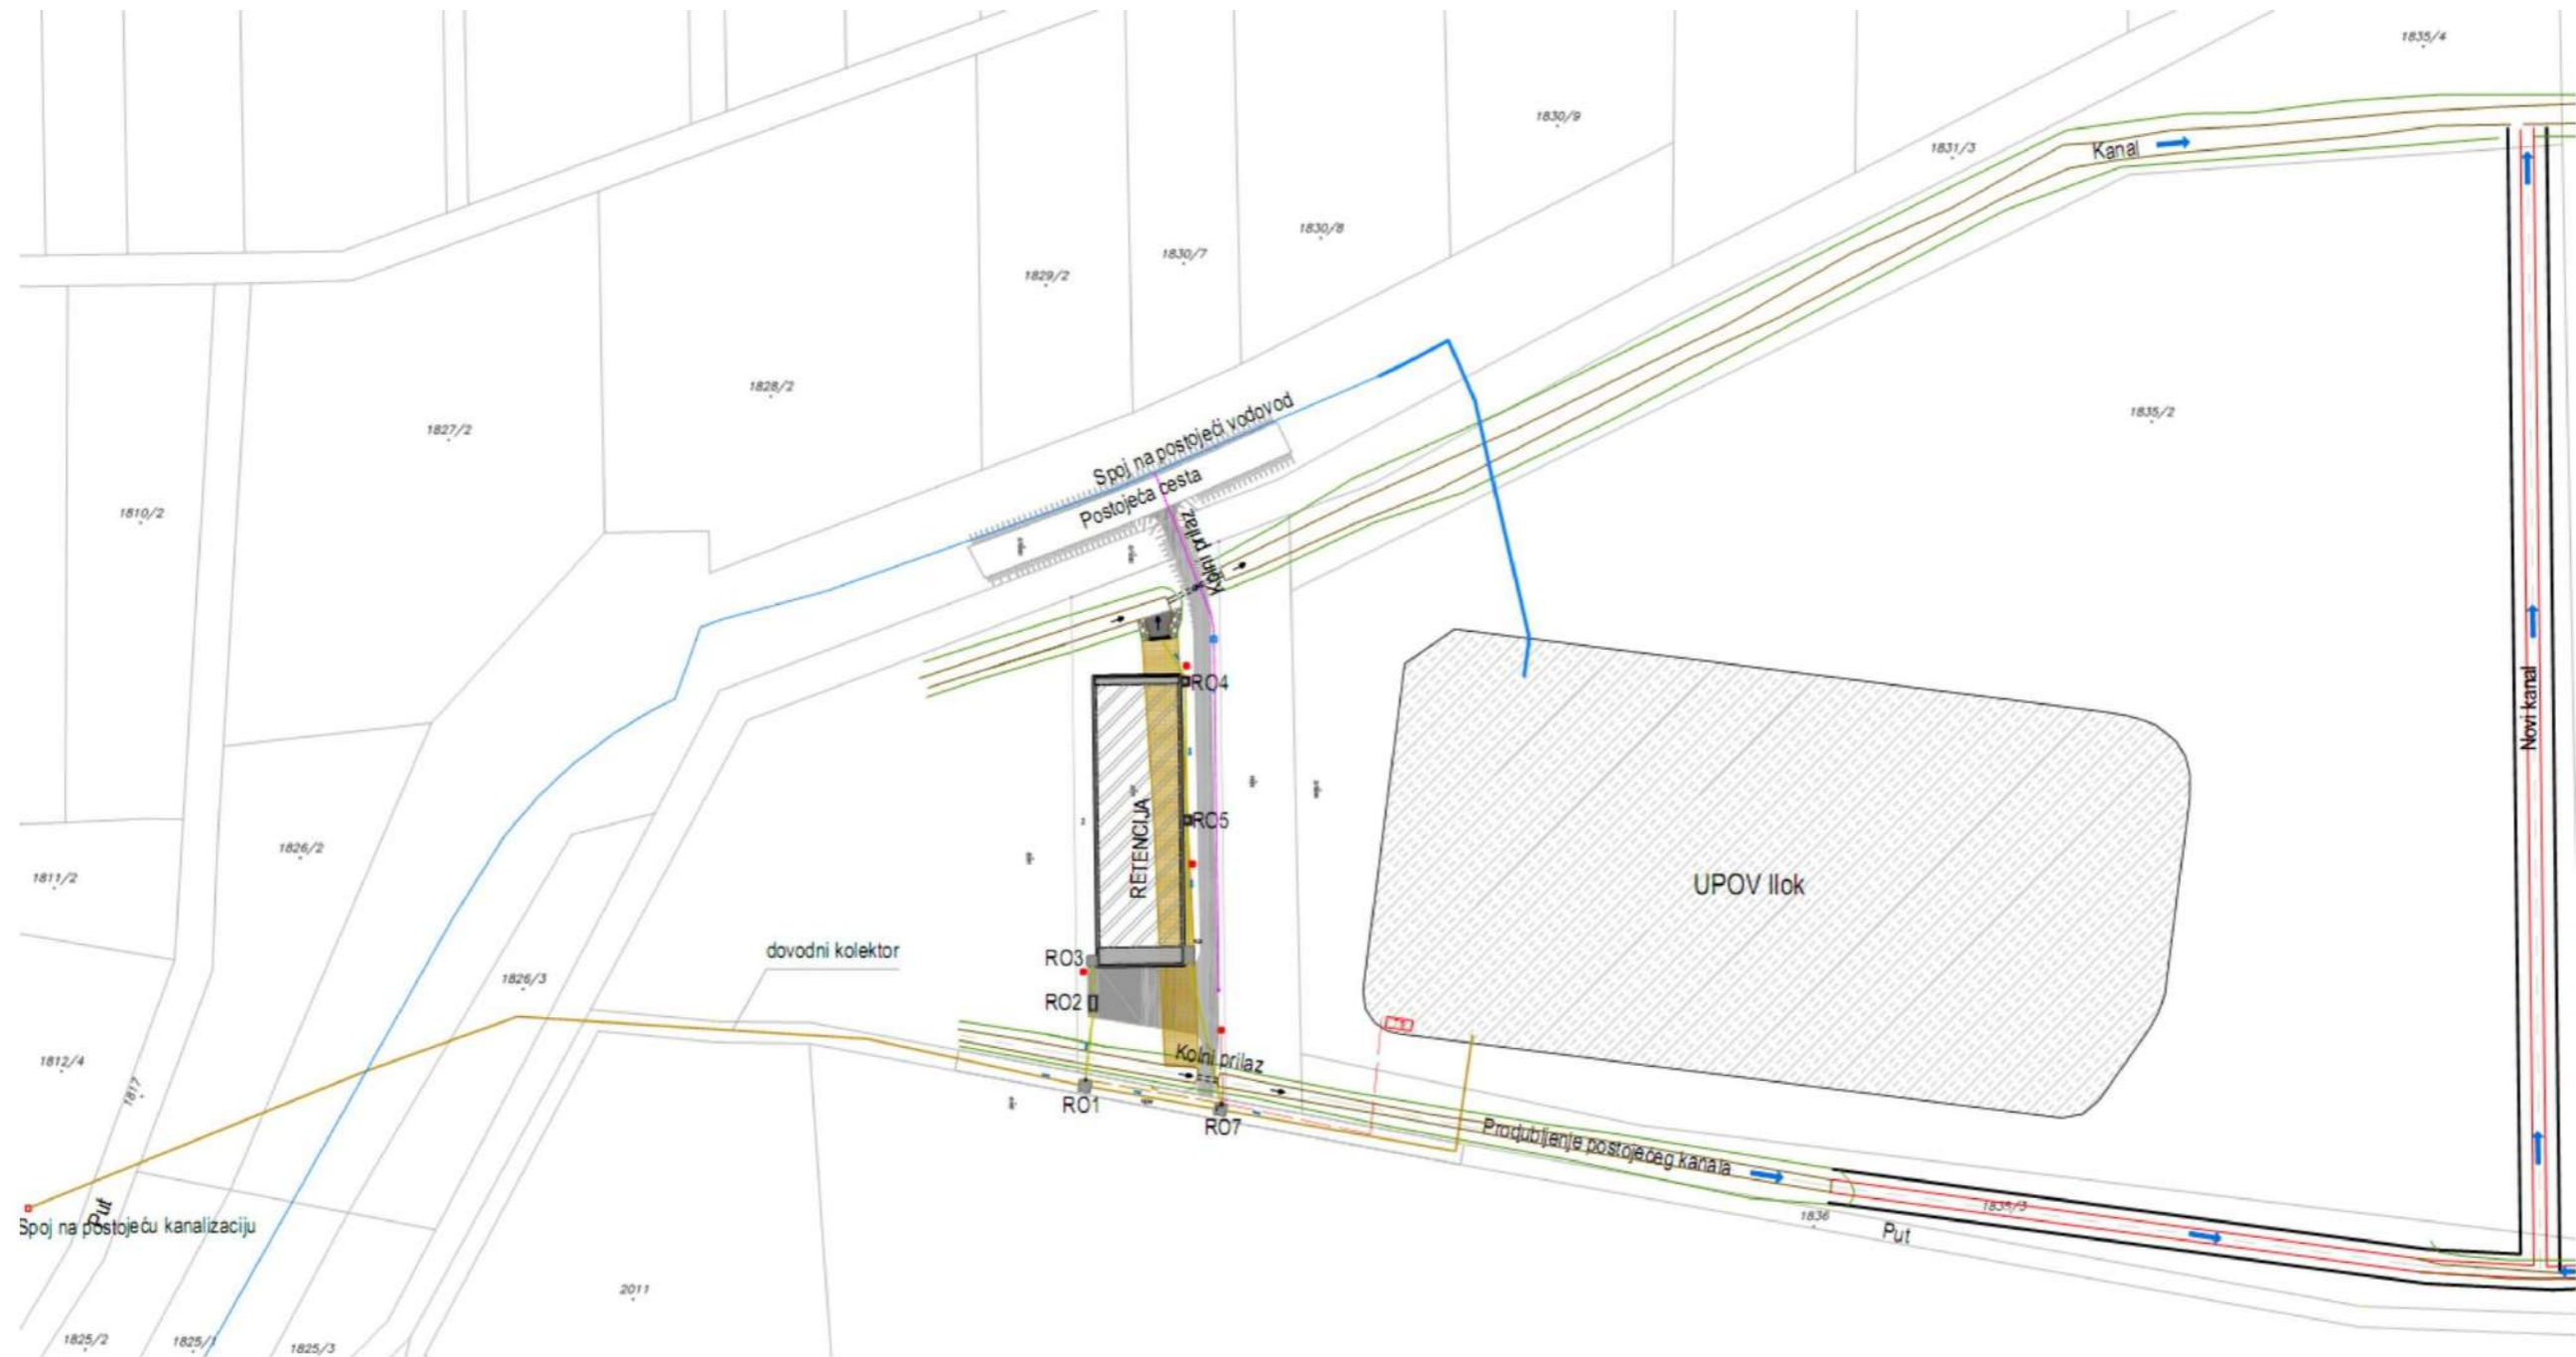 1835/4
1830/9
1831/3
Kanal
1830/8
1830/7
1829/2
1828/2
1827/2
1835/2
Spoj na postojeći vodovod
Postojeća cesta
Kolni prilaz
1810/2
RO4
Novi kanal
RETENCIJA
RO5
1826/2
1811/2
UPOV Ilok
dovodni kolektor
RO3
1826/3
RO2
1812/4
1817
Kolni prilaz
RO1
RO7
Produbljenje postojećeg kanala
1835/3
1836
Put
Put
Spoj na postojeću kanalizaciju
2011
1825/2
1825/1
1825/3